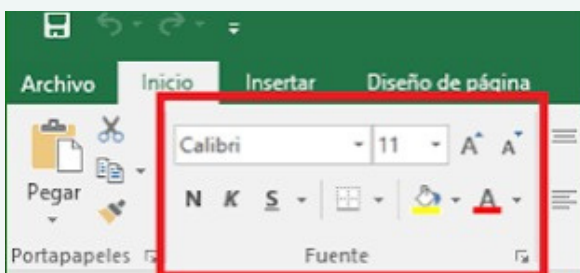 Archivo Inicio Insertar Diseño de página
Calibri 11 A A
Pegar N K S A
Portapapeles Fuente